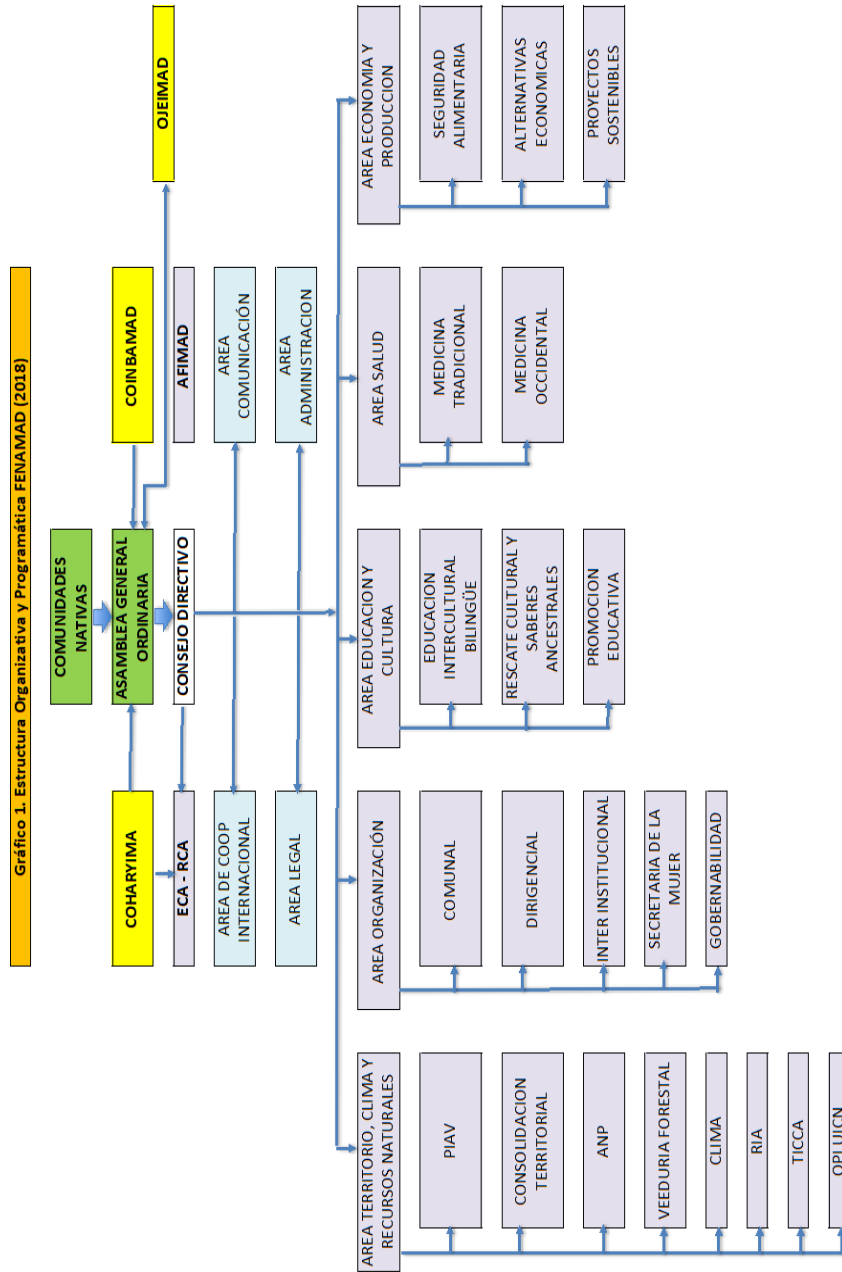 Gráfico 1. Estructura Organizativa y Programática FENAMAD (2018)
COMUNIDADES
NATIVAS
COHARYIMA
ASAMBLEA GENERAL
ORDINARIA
COINBAMAD
OJEIMAD
ECA - RCA
CONSEJO DIRECTIVO
AFIMAD
AREA DE COOP
INTERNACIONAL
AREA
COMUNICACIÓN
AREA LEGAL
AREA
ADMINISTRACION
AREA TERRITORIO, CLIMA Y
RECURSOS NATURALES
PIAV
CONSOLIDACION
TERRITORIAL
ANP
VEEDURIA FORESTAL
CLIMA
RIA
TICCA
AREA ORGANIZACIÓN
COMUNAL
DIRIGENCIAL
INTER INSTITUCIONAL
SECRETARIA DE LA
MUJER
GOBERNABILIDAD
AREA EDUCACION Y
CULTURA
EDUCACION
INTERCULTURAL
BILINGÜE
RESCATE CULTURAL Y
SABERES
ANCESTRALES
PROMOCION
EDUCATIVA
AREA SALUD
MEDICINA
TRADICIONAL
MEDICINA
OCCIDENTAL
AREA ECONOMIA Y
PRODUCCION
SEGURIDAD
ALIMENTARIA
ALTERNATIVAS
ECONOMICAS
PROYECTOS
SOSTENIBLES